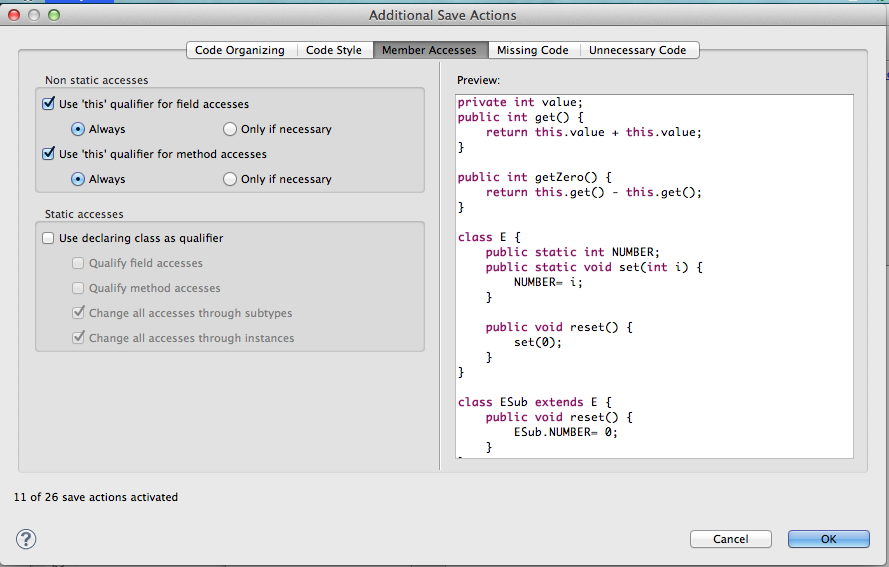 Additional Save Actions
Code Organizing Code Style Member Accesses Missing Code Unnecessary Code
Non static accesses
Use 'this' qualifier for field accesses
Always Only if necessary
Use 'this' qualifier for method accesses
Always Only if necessary
Static accesses
Use declaring class as qualifier
Qualify field accesses
Qualify method accesses
Change all accesses through subtypes
Change all accesses through instances
Preview:
private int value;
public int get() {
    return this.value + this.value;
}

public int getZero() {
    return this.get() - this.get();
}

class E {
    public static int NUMBER;
    public static void set(int i) {
        NUMBER= i;
    }

    public void reset() {
        set(0);
    }
}

class ESub extends E {
    public void reset() {
        ESub.NUMBER= 0;
    }
11 of 26 save actions activated
?
Cancel OK